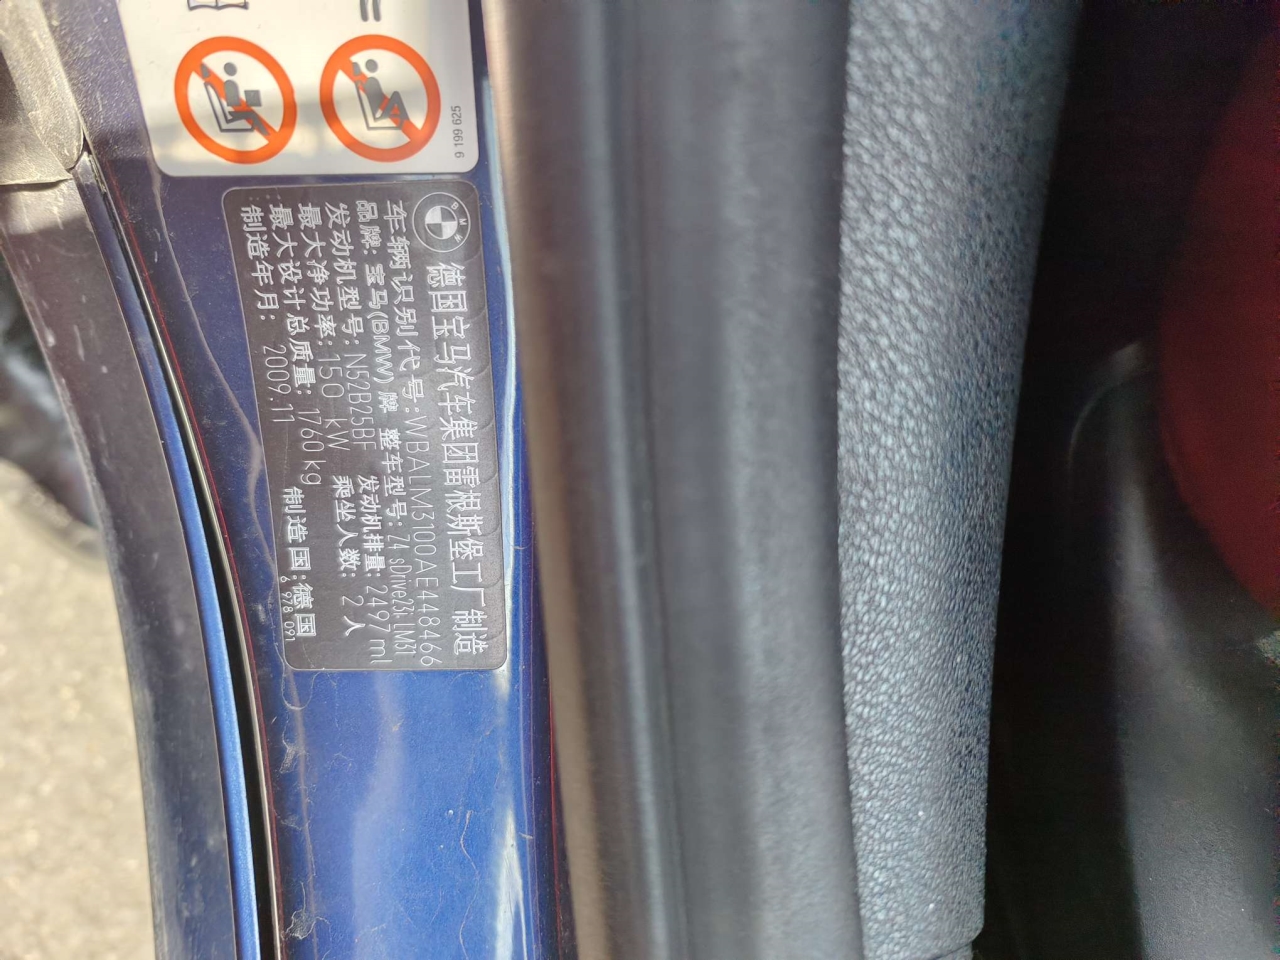 9 199 625
德国宝马汽车集团雷根斯堡工厂 制造
车辆识别代号:WBALM3100AE448466
品牌: 宝马(BMW)牌 整车型号: Z4 sDrive23i,LM31
发动机型号: N52B25BF 发动机排量: 2497 ml
最大净功率: 150 kW 乘坐人数: 2 人
最大设计总质量: 1760 kg
制造年月: 2009.11 制造国: 德国
6 978 091